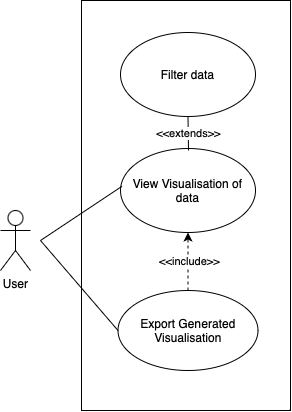 Filter data
<<extends>>
View Visualisation of
data
<<include>>
User
Export Generated
Visualisation